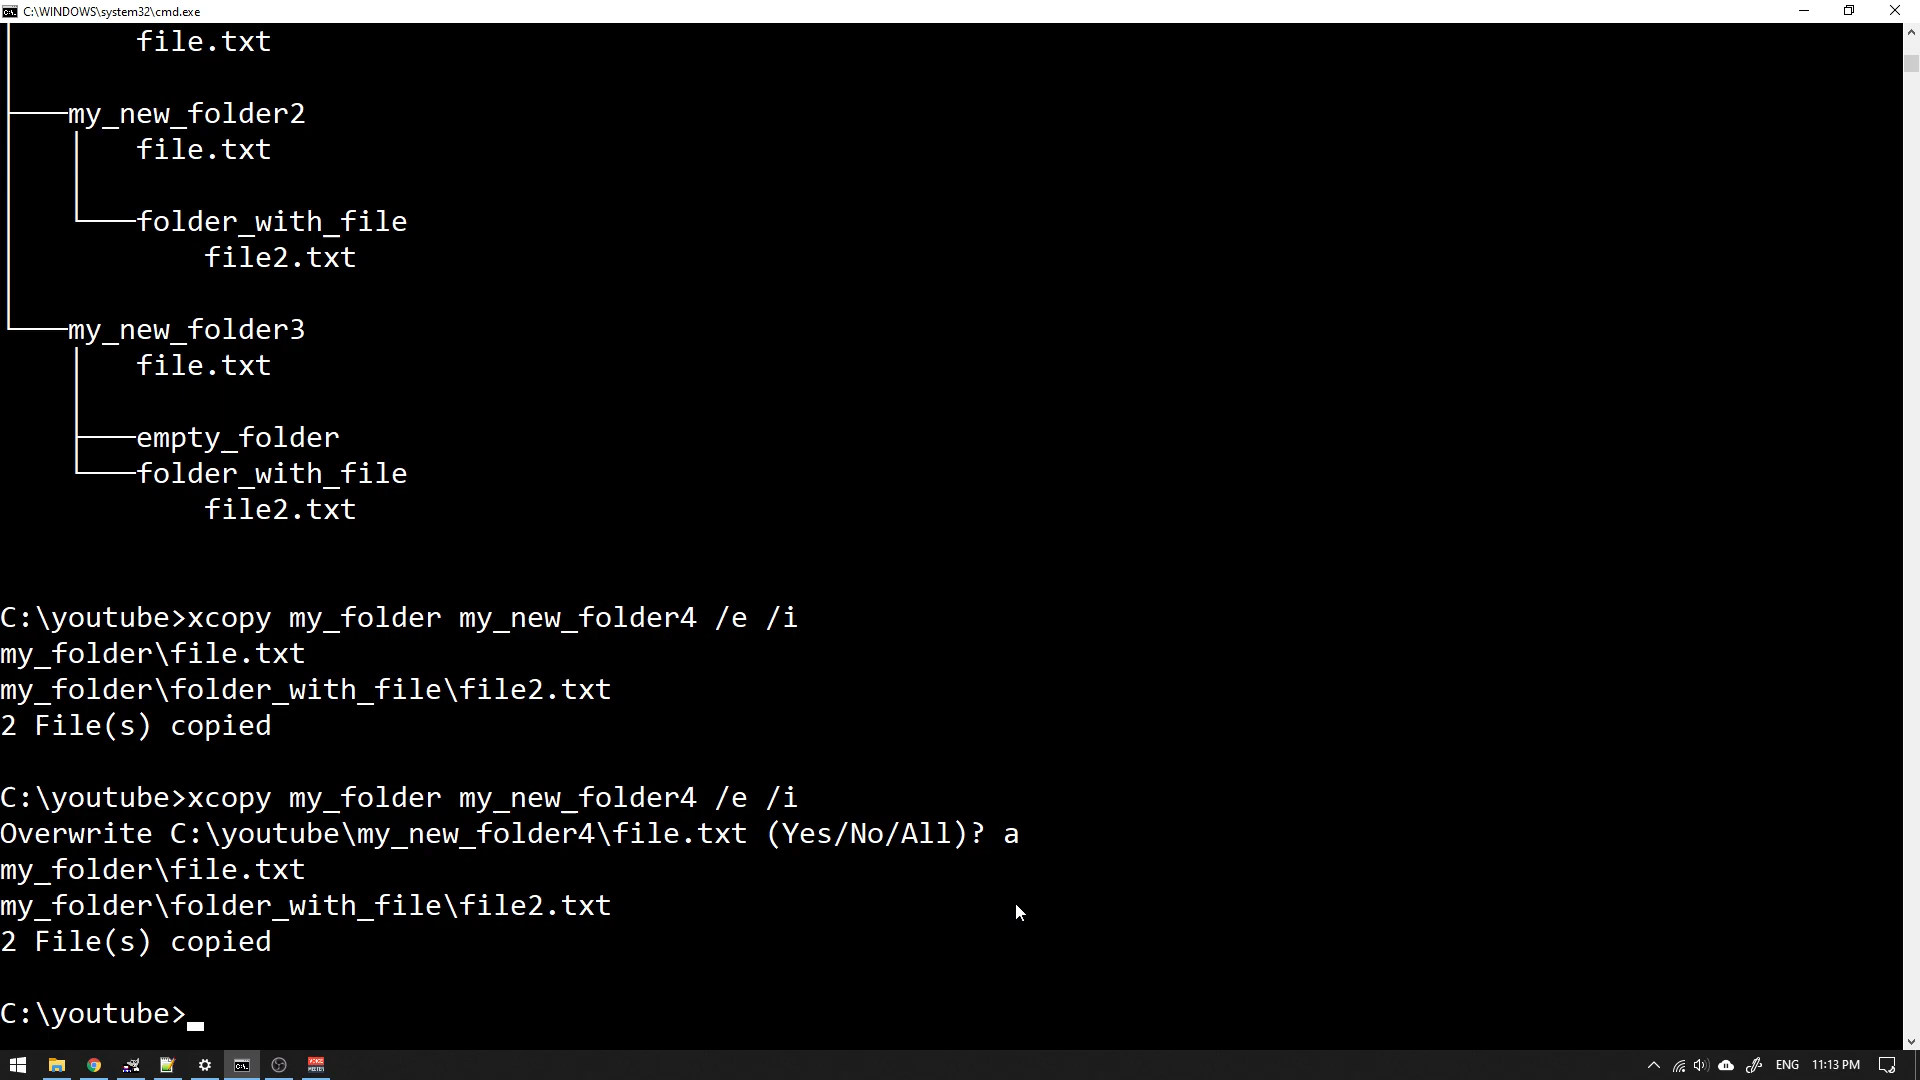 C:\WINDOWS\system32\cmd.exe
file.txt
my_new_folder2
file.txt
folder_with_file
file2.txt
my_new_folder3
file.txt
empty_folder
folder_with_file
file2.txt
C:\youtube>xcopy my_folder my_new_folder4 /e /i
my_folder\file.txt
my_folder\folder_with_file\file2.txt
2 File(s) copied
C:\youtube>xcopy my_folder my_new_folder4 /e /i
Overwrite C:\youtube\my_new_folder4\file.txt (Yes/No/All)? a
my_folder\file.txt
my_folder\folder_with_file\file2.txt
2 File(s) copied
C:\youtube>
ENG 11:13 PM